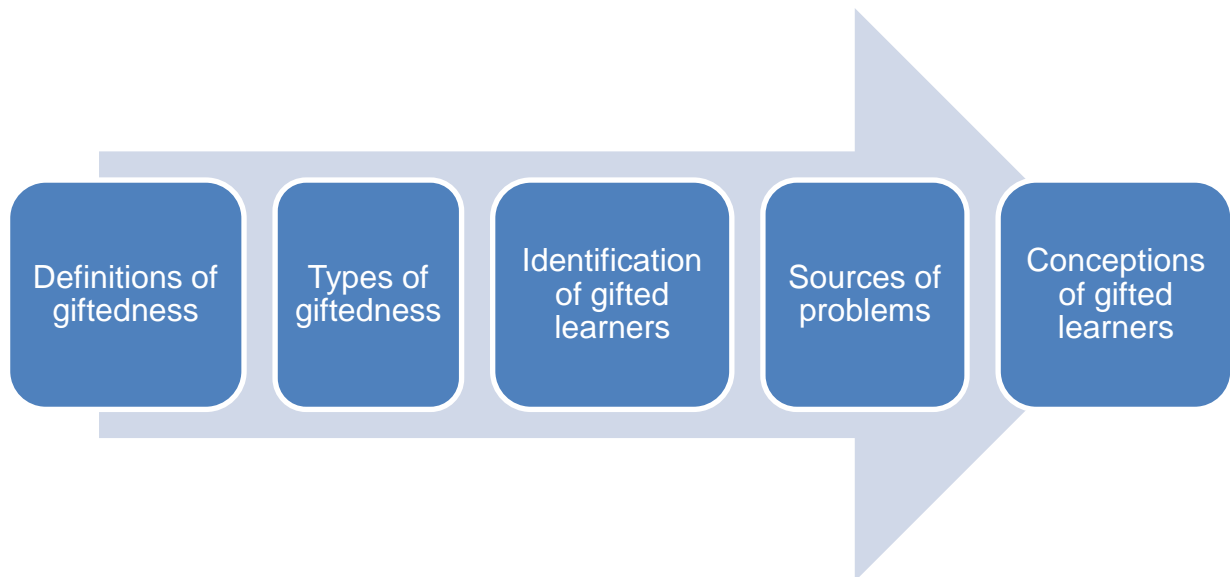 Definitions of
giftedness
Types of
giftedness
Identification
of gifted
learners
Sources of
problems
Conceptions
of gifted
learners